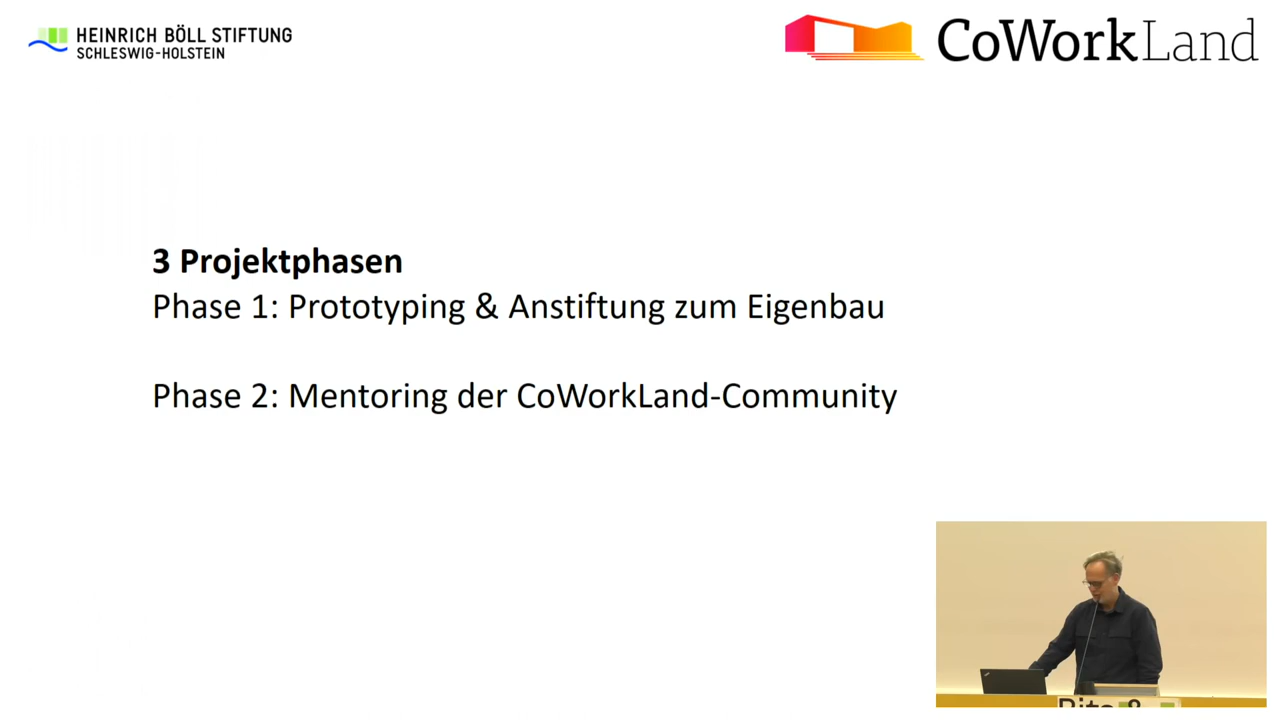 HEINRICH BÖLL STIFTUNG
SCHLESWIG-HOLSTEIN
CoWorkLand
3 Projektphasen
Phase 1: Prototyping & Anstiftung zum Eigenbau
Phase 2: Mentoring der CoWorkLand-Community